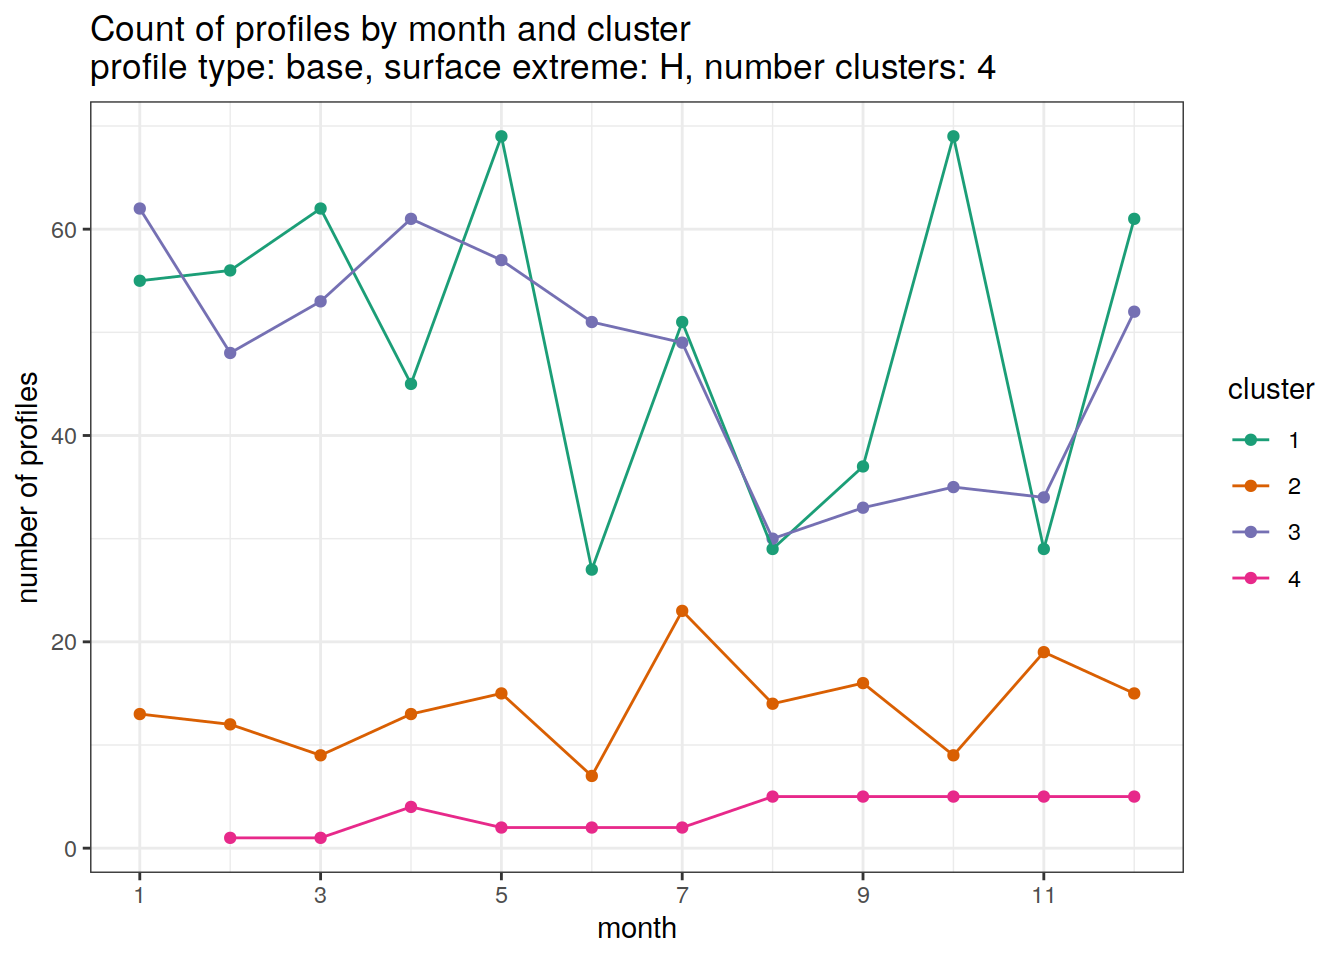 Count of profiles by month and cluster
profile type: base, surface extreme: H, number clusters: 4
number of profiles
60
40
20
0
1 3 5 7 9 11
month
cluster
1
2
3
4